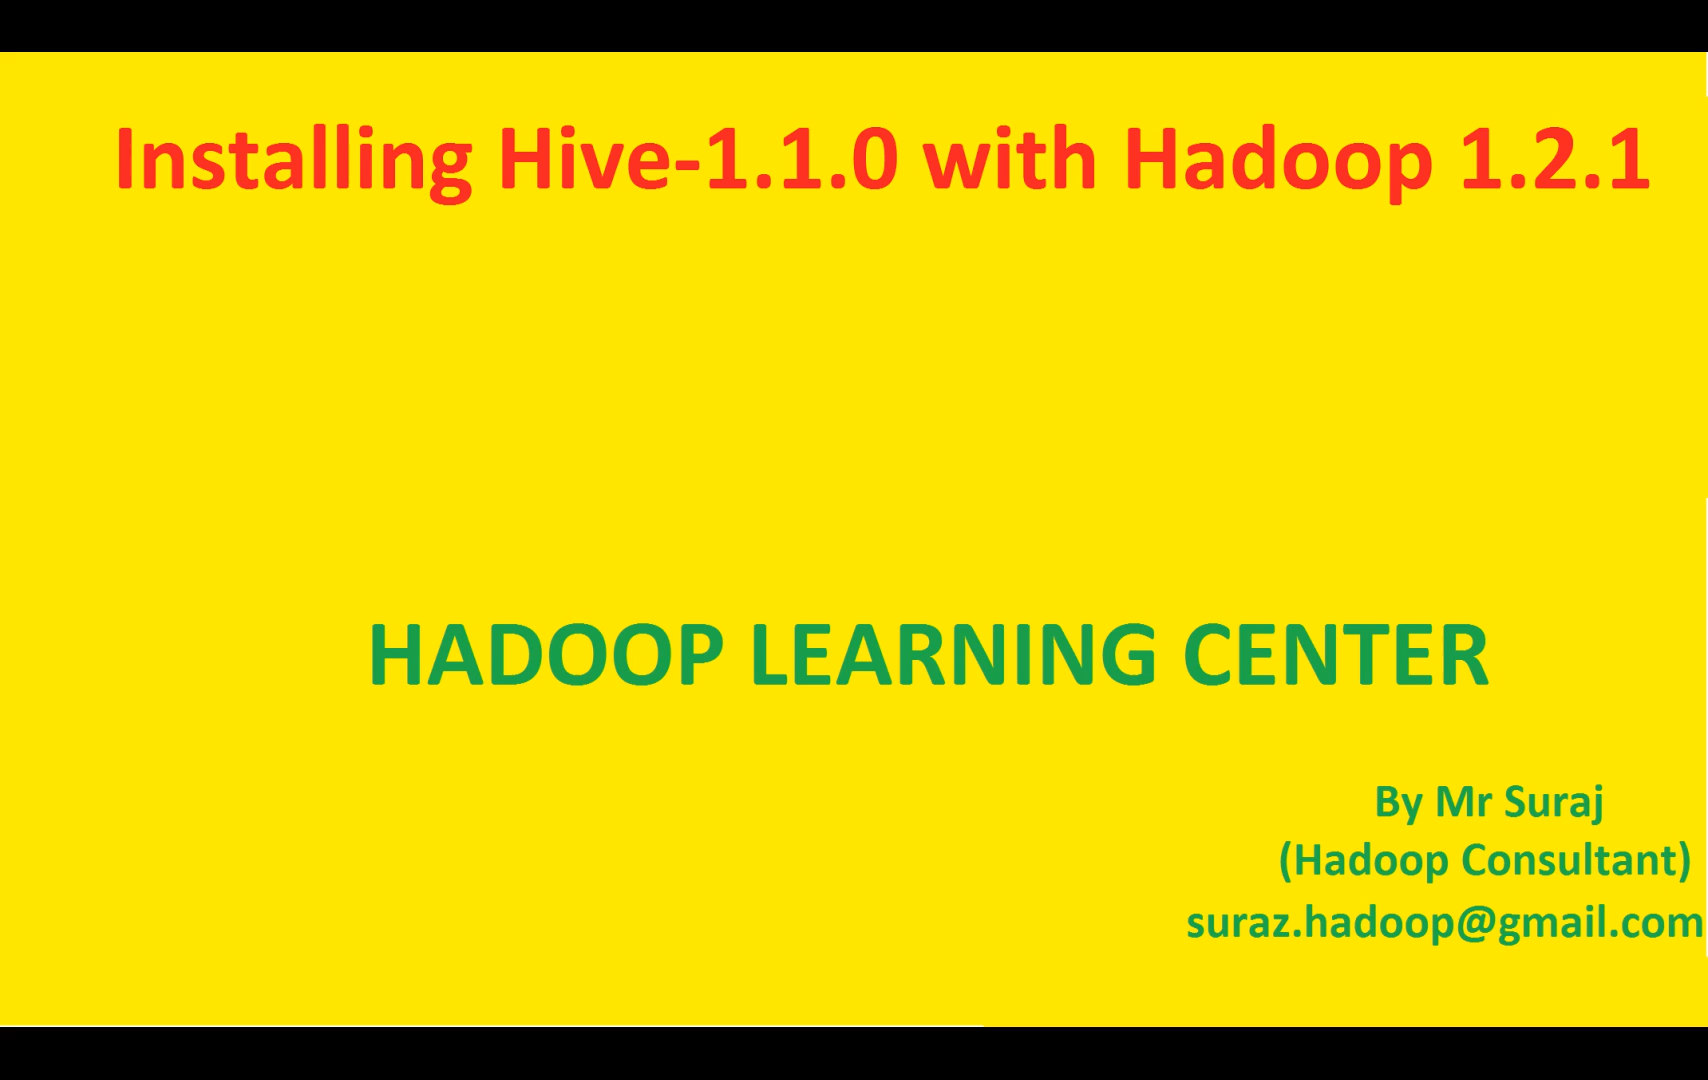 Installing Hive-1.1.0 with Hadoop 1.2.1
HADOOP LEARNING CENTER
By Mr Suraj
(Hadoop Consultant)
suraz.hadoop@gmail.com